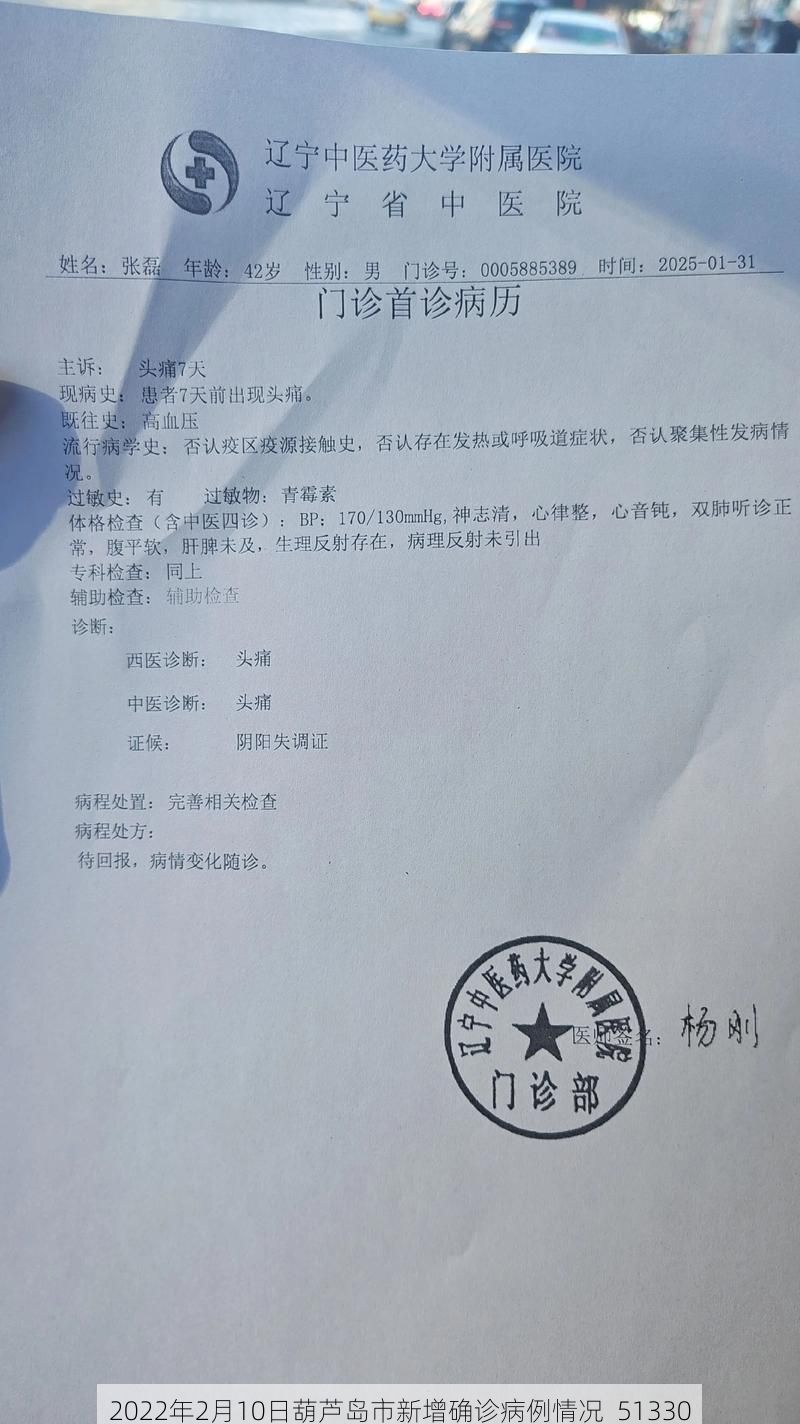 辽宁中医药大学附属医院
辽宁省中医院
姓名：张磊 年龄：42岁 性别：男 门诊号：0005885389 时间：2025-01-31
门诊首诊病历
主诉： 头痛7天
现病史：患者7天前出现头痛。
既往史：高血压
流行病学史：否认疫区疫源接触史，否认存在发热或呼吸道症状，否认聚集性发病情
况。
过敏史：有 过敏物：青霉素
体格检查（含中医四诊）：BP：170/130mmHg,神志清，心律整，心音钝，双肺听诊正
常，腹平软，肝脾未及，生理反射存在，病理反射未引出
专科检查：同上
辅助检查：辅助检查
诊断：
西医诊断： 头痛
中医诊断： 头痛
证候： 阴阳失调证
病程处置：完善相关检查
病程处方：
待回报，病情变化随诊。
辽宁中医药大学附属医院
医师签名：杨刚
门诊部
2022年2月10日葫芦岛市新增确诊病例情况 51330